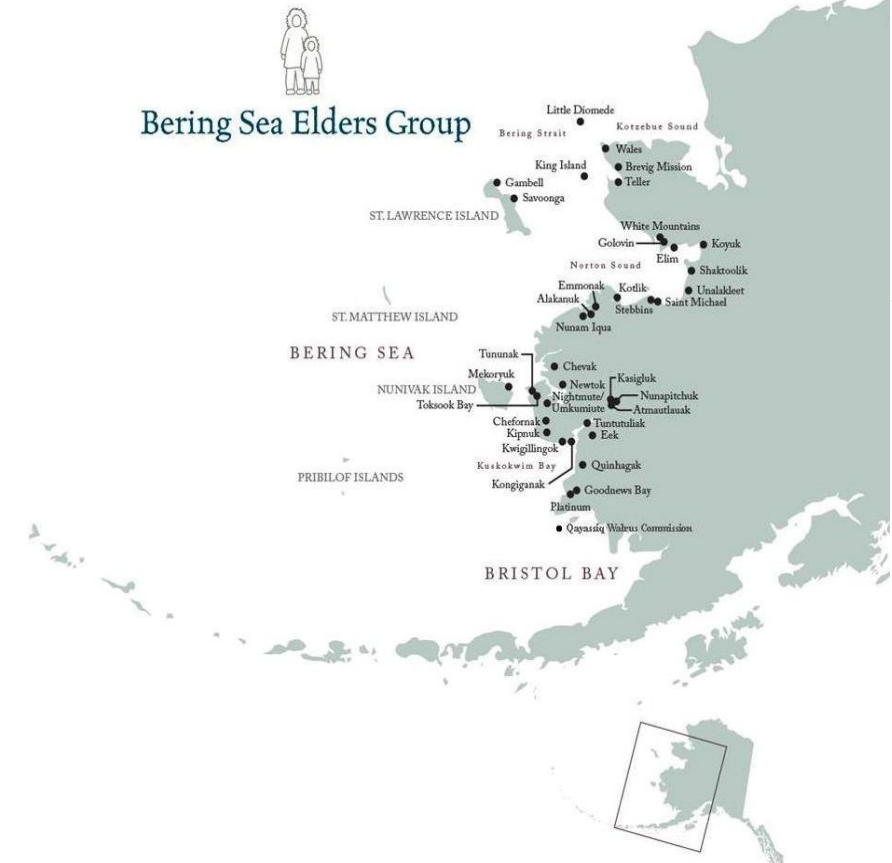 Bering Sea Elders Group
Little Diomede
Bering Strait
Kotzebue Sound
Wales
King Island
Brevig Mission
Teller
Gambell
Savoonga
ST. LAWRENCE ISLAND
White Mountains
Golovin
Koyuk
Elim
Norton Sound
Shaktoolik
Emmonak
Kotlik
Unalakleet
Alakanuk
Saint Michael
Stebbins
ST. MATTHEW ISLAND
Nunam Iqua
BERING SEA
Tununak
Chevak
Mekoryuk
Kasigluk
Newtok
NUNIVAK ISLAND
Nightmute/
Nunapitchuk
Toksook Bay
Umkumiute
Atmautlauak
Chefornak
Tuntutuliak
Kipnuk
Eek
Kwigillingok
Kuskokwim Bay
Quinhagak
PRIBILOF ISLANDS
Kongiganak
Goodnews Bay
Platinum
Qayassiq Walrus Commission
BRISTOL BAY